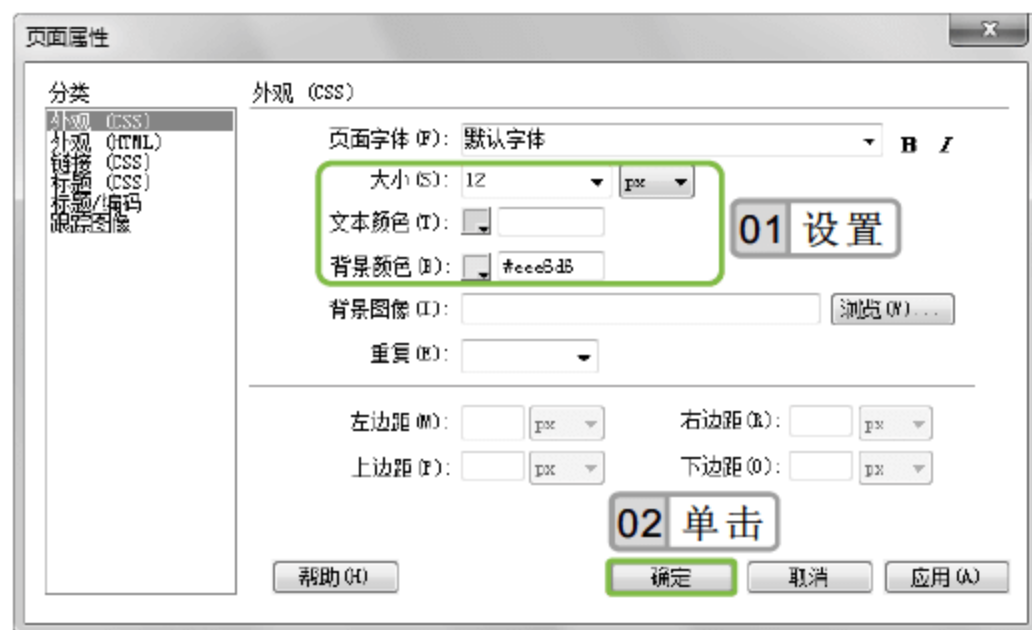 页面属性
分类
外观 (CSS)
外观 (HTML)
链接 (CSS)
标题 (CSS)
标题/编码
跟踪图像
外观 (CSS)
页面字体(F): 默认字体 B I
大小(S): 12 px
文本颜色(T):
背景颜色(B): #eee8d8
01 设置
背景图像(I): 浏览(W)...
重复(E):
左边距(M): px 右边距(R): px
上边距(P): px 下边距(O): px
02 单击
帮助(H) 确定 取消 应用(A)